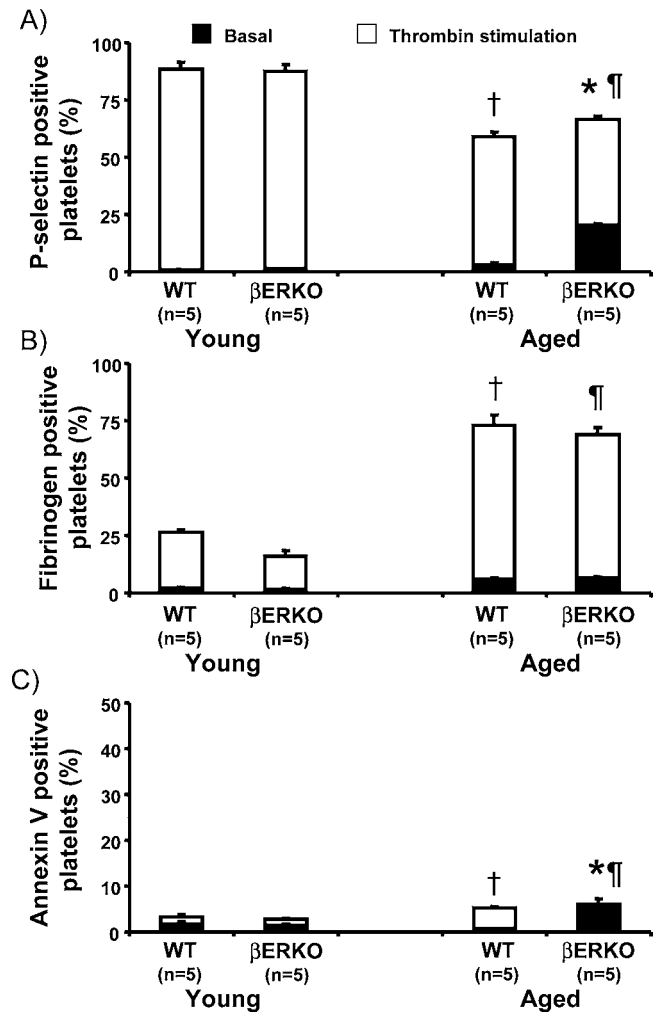 A)
Basal Thrombin stimulation
P-selectin positive
platelets (%)
100
75
50
25
0
† * ¶
WT βERKO WT βERKO
(n=5) (n=5) (n=5) (n=5)
Young Aged
B)
Fibrinogen positive
platelets (%)
100
75
50
25
0
† ¶
WT βERKO WT βERKO
(n=5) (n=5) (n=5) (n=5)
Young Aged
C)
Annexin V positive
platelets (%)
50
40
30
20
10
0
† *¶
WT βERKO WT βERKO
(n=5) (n=5) (n=5) (n=5)
Young Aged